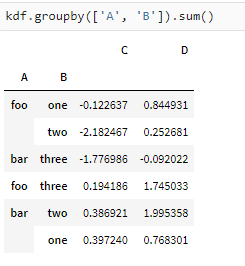 kdf.groupby(['A', 'B']).sum()
C D
A B
foo one -0.122637 0.844931
two -2.182467 0.252681
bar three -1.776986 -0.092022
foo three 0.194186 1.745033
bar two 0.386921 1.995358
one 0.397240 0.768301